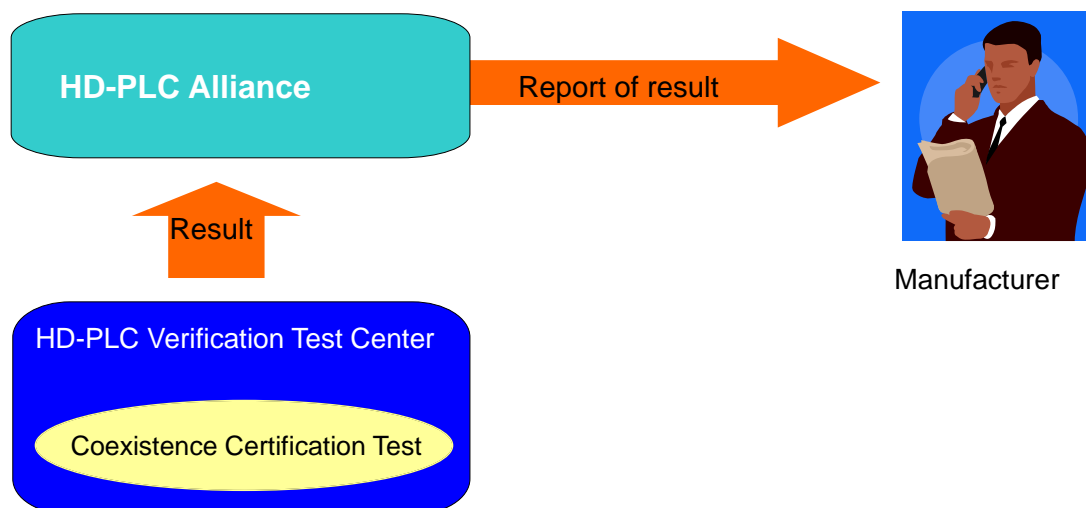 HD-PLC Alliance
Report of result
Result
Manufacturer
HD-PLC Verification Test Center
Coexistence Certification Test